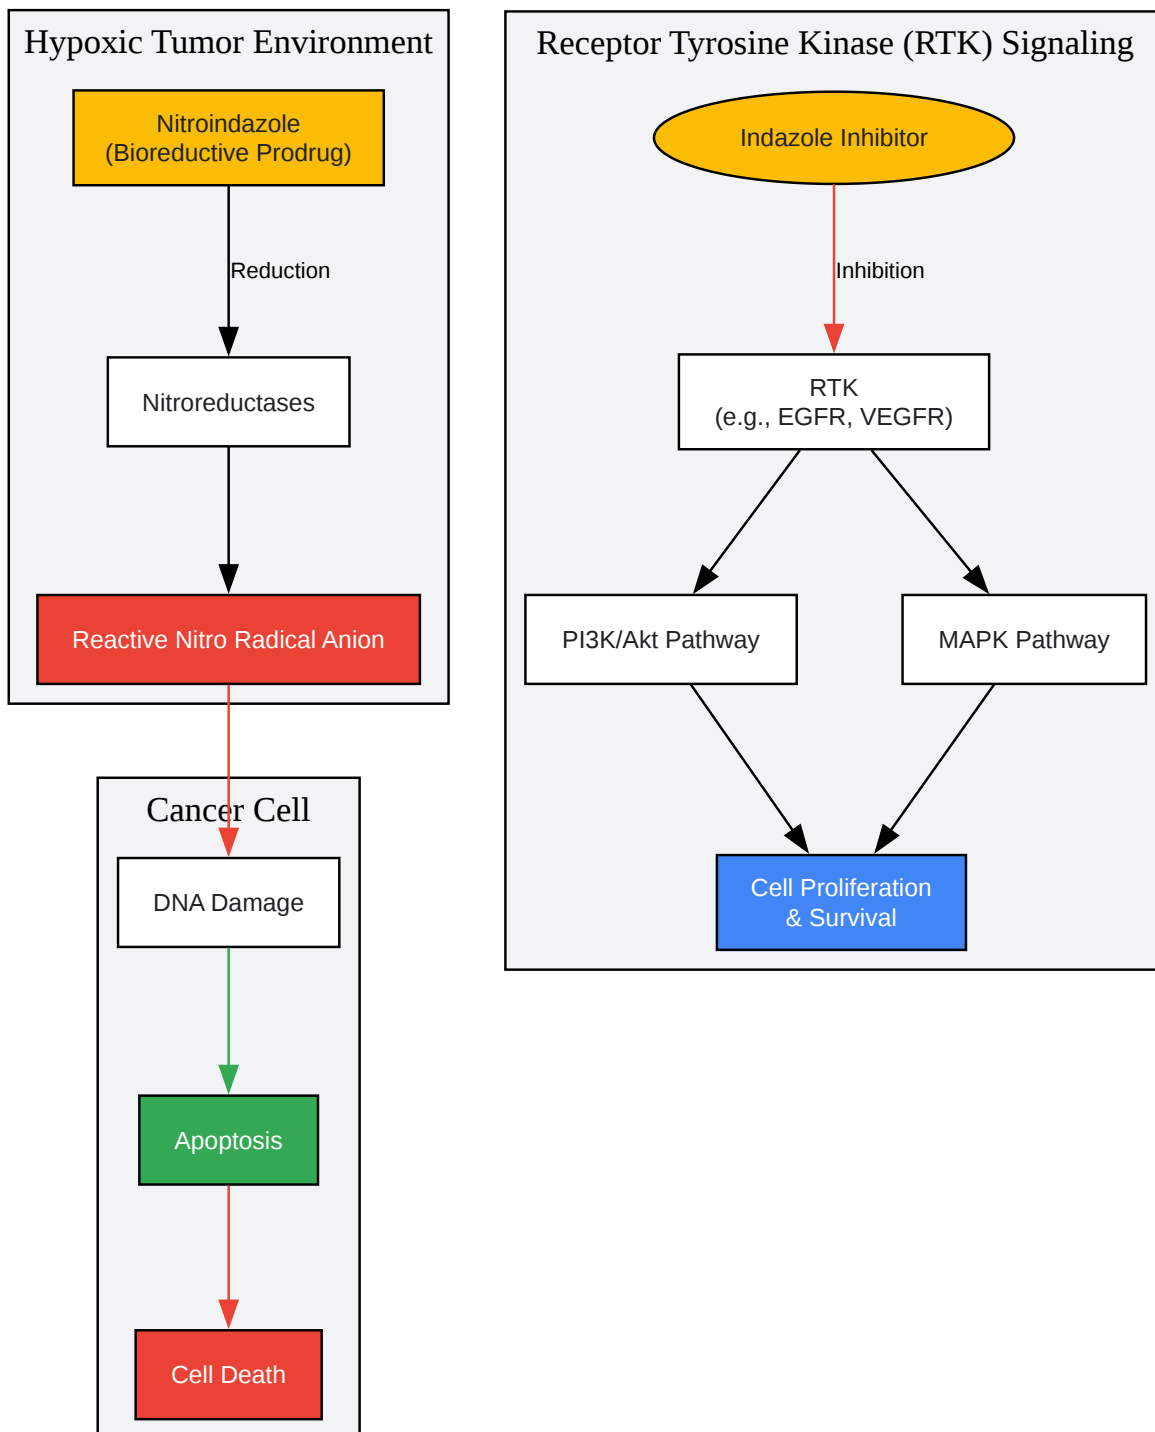 Hypoxic Tumor Environment
Nitroindazole
(Bioreductive Prodrug)
Reduction
Nitroreductases
Reactive Nitro Radical Anion
Cancer Cell
DNA Damage
Apoptosis
Cell Death
Receptor Tyrosine Kinase (RTK) Signaling
Indazole Inhibitor
Inhibition
RTK
(e.g., EGFR, VEGFR)
PI3K/Akt Pathway
MAPK Pathway
Cell Proliferation
& Survival